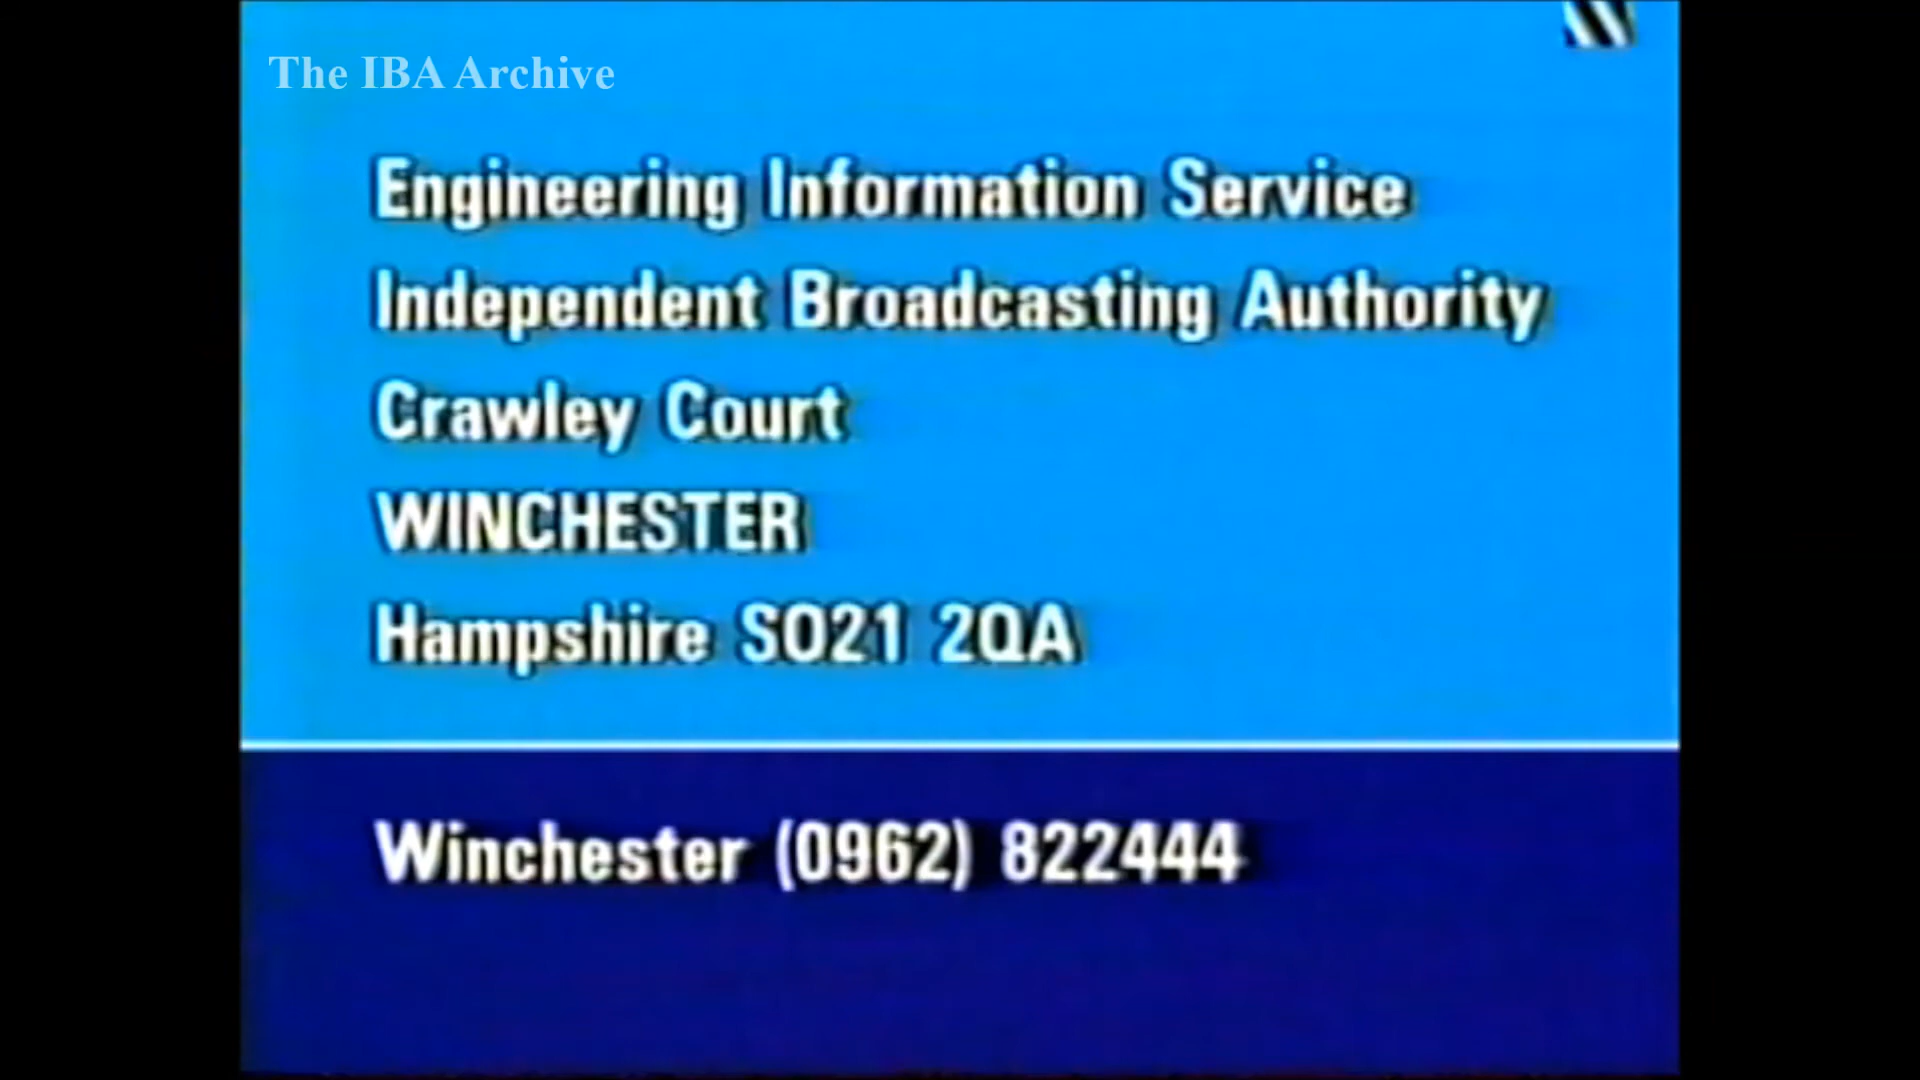 The IBA Archive
Engineering Information Service
Independent Broadcasting Authority
Crawley Court
WINCHESTER
Hampshire SO21 2QA
Winchester (0962) 822444